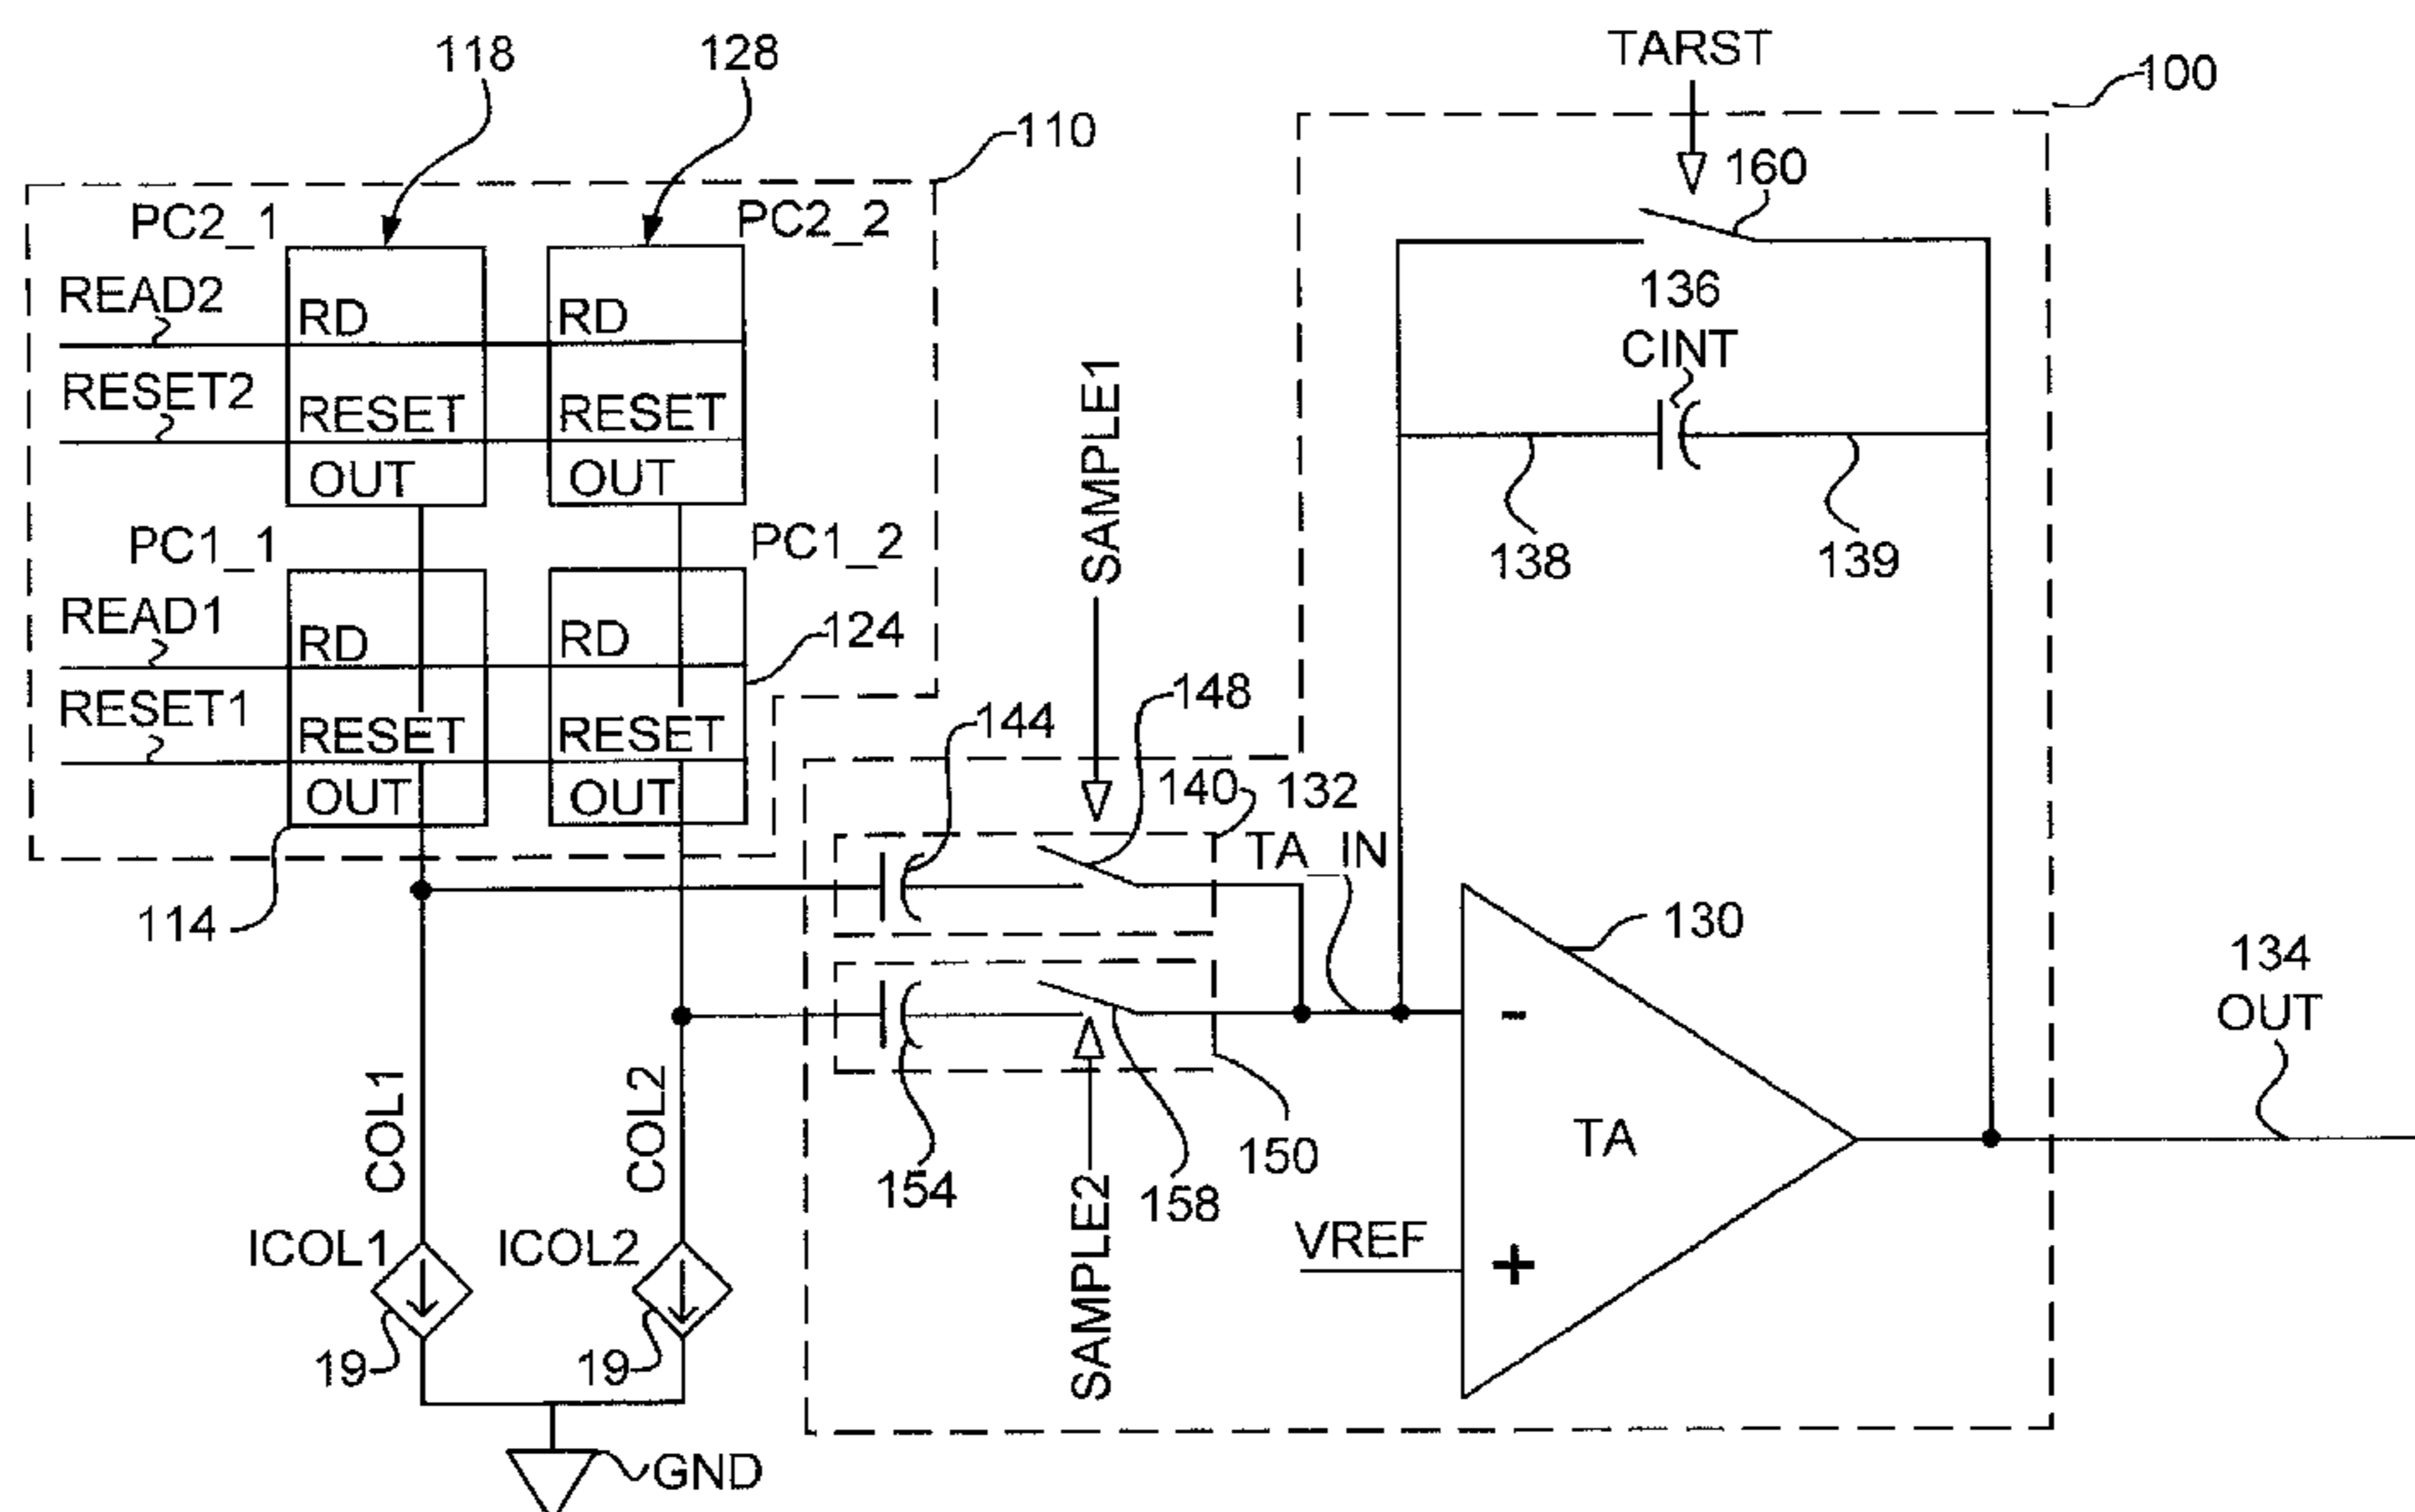 118
128
TARST
100
110
160
PC2_1
PC2_2
READ2
RD
RD
136
CINT
RESET2
RESET
RESET
OUT
OUT
SAMPLE1
138
139
PC1_1
PC1_2
READ1
RD
RD
124
RESET1
RESET
RESET
148
144
OUT
OUT
140
132
TA_IN
114
130
-
134
OUT
COL1
COL2
TA
154
158
150
SAMPLE2
VREF
+
ICOL1
ICOL2
19
19
GND